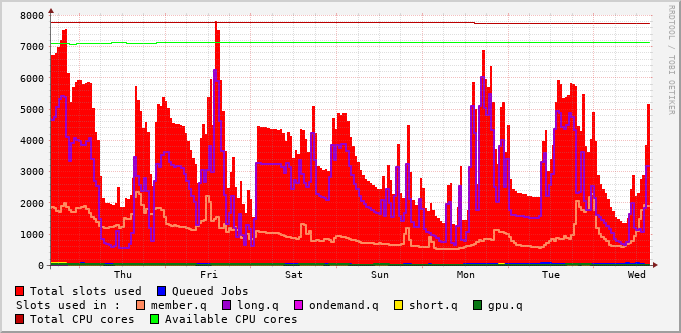 8000
7000
6000
5000
4000
3000
2000
1000
0
Thu Fri Sat Sun Mon Tue Wed
RRDTOOL / TOBI OETIKER
Total slots used Queued Jobs
Slots used in : member.q long.q ondemand.q short.q gpu.q
Total CPU cores Available CPU cores